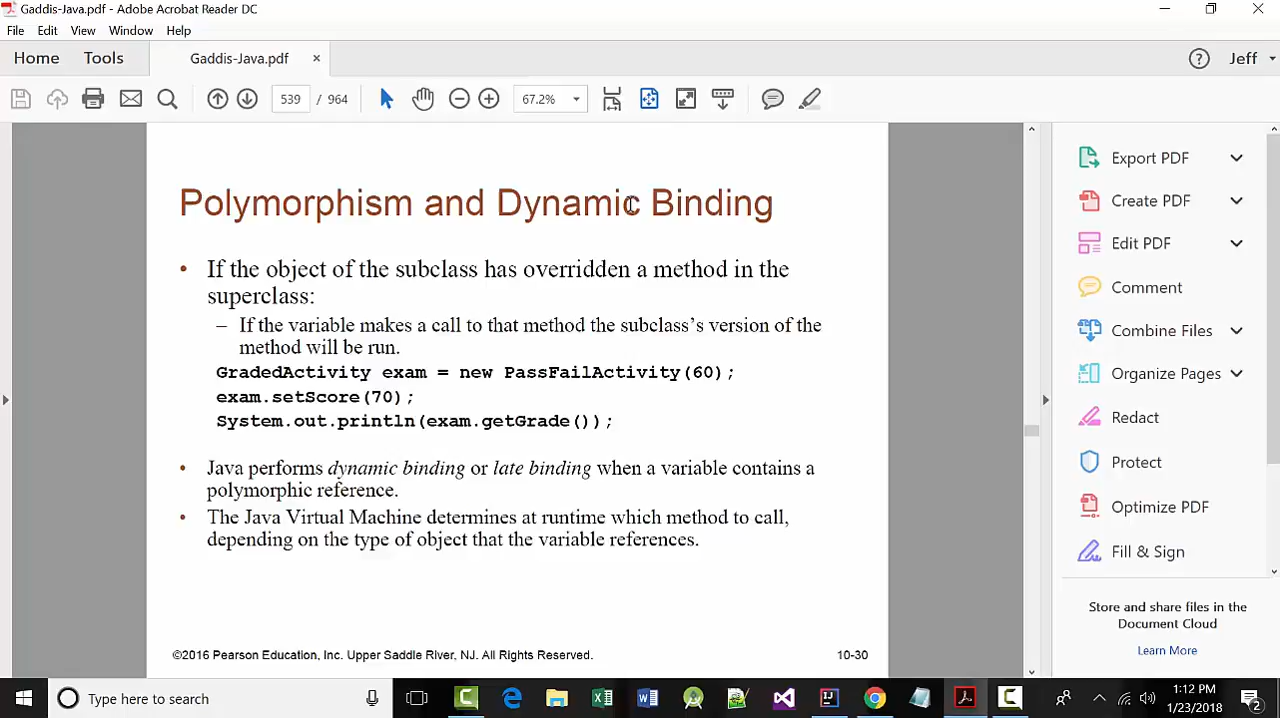 Gaddis-Java.pdf - Adobe Acrobat Reader DC
File Edit View Window Help
Home Tools Gaddis-Java.pdf × ? Jeff
539 / 964 67.2%
Polymorphism and Dynamic Binding
• If the object of the subclass has overridden a method in the
superclass:
– If the variable makes a call to that method the subclass's version of the
method will be run.
GradedActivity exam = new PassFailActivity(60);
exam.setScore(70);
System.out.println(exam.getGrade());
• Java performs dynamic binding or late binding when a variable contains a
polymorphic reference.
• The Java Virtual Machine determines at runtime which method to call,
depending on the type of object that the variable references.
©2016 Pearson Education, Inc. Upper Saddle River, NJ. All Rights Reserved. 10-30
Export PDF
Create PDF
Edit PDF
Comment
Combine Files
Organize Pages
Redact
Protect
Optimize PDF
Fill & Sign
Store and share files in the
Document Cloud
Learn More
Type here to search
1:12 PM
1/23/2018
2